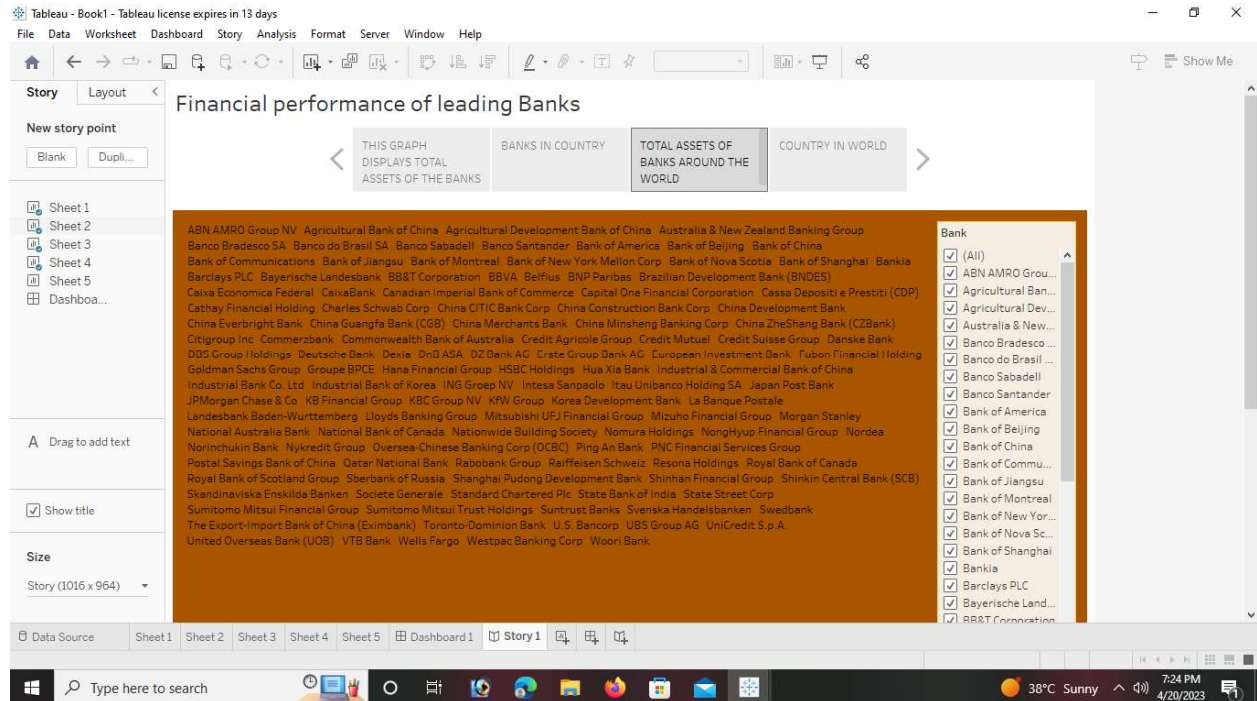 Tableau - Book1 - Tableau license expires in 13 days
File Data Worksheet Dashboard Story Analysis Format Server Window Help
Show Me
Story Layout
New story point
Blank Dupli...
Sheet 1
Sheet 2
Sheet 3
Sheet 4
Sheet 5
Dashboa...
A Drag to add text
Show title
Size
Story (1016 x 964)
Financial performance of leading Banks
THIS GRAPH
DISPLAYS TOTAL
ASSETS OF THE BANKS
BANKS IN COUNTRY
TOTAL ASSETS OF
BANKS AROUND THE
WORLD
COUNTRY IN WORLD
ABN AMRO Group NV Agricultural Bank of China Agricultural Development Bank of China Australia & New Zealand Banking Group
Banco Bradesco SA Banco do Brasil SA Banco Sabadell Banco Santander Bank of America Bank of Beijing Bank of China
Bank of Communications Bank of Jiangsu Bank of Montreal Bank of New York Mellon Corp Bank of Nova Scotia Bank of Shanghai Bankia
Barclays PLC Bayerische Landesbank BB&T Corporation BBVA Belfius BNP Paribas Brazilian Development Bank (BNDES)
Caixa Economica Federal CaixaBank Canadian Imperial Bank of Commerce Capital One Financial Corporation Cassa Depositi e Prestiti (CDP)
Cathay Financial Holding Charles Schwab Corp China CITIC Bank Corp China Construction Bank Corp China Development Bank
China Everbright Bank China Guangfa Bank (CGB) China Merchants Bank China Minsheng Banking Corp China ZheShang Bank (CZBank)
Citigroup Inc Commerzbank Commonwealth Bank of Australia Credit Agricole Group Credit Mutuel Credit Suisse Group Danske Bank
DBS Group Holdings Deutsche Bank Dexia DnB ASA DZ Bank AG Erste Group Bank AG European Investment Bank Fubon Financial Holding
Goldman Sachs Group Groupe BPCE Hana Financial Group HSBC Holdings Hua Xia Bank Industrial & Commercial Bank of China
Industrial Bank Co. Ltd Industrial Bank of Korea ING Groep NV Intesa Sanpaolo Itau Unibanco Holding SA Japan Post Bank
JPMorgan Chase & Co KB Financial Group KBC Group NV KfW Group Korea Development Bank La Banque Postale
Landesbank Baden-Wurttemberg Lloyds Banking Group Mitsubishi UFJ Financial Group Mizuho Financial Group Morgan Stanley
National Australia Bank National Bank of Canada Nationwide Building Society Nomura Holdings NongHyup Financial Group Nordea
Norinchukin Bank Nykredit Group Oversea-Chinese Banking Corp (OCBC) Ping An Bank PNC Financial Services Group
Postal Savings Bank of China Qatar National Bank Rabobank Group Raiffeisen Schweiz Resona Holdings Royal Bank of Canada
Royal Bank of Scotland Group Sberbank of Russia Shanghai Pudong Development Bank Shinhan Financial Group Shinkin Central Bank (SCB)
Skandinaviska Enskilda Banken Societe Generale Standard Chartered Plc State Bank of India State Street Corp
Sumitomo Mitsui Financial Group Sumitomo Mitsui Trust Holdings Suntrust Banks Svenska Handelsbanken Swedbank
The Export-Import Bank of China (Eximbank) Toronto-Dominion Bank U.S. Bancorp UBS Group AG UniCredit S.p.A.
United Overseas Bank (UOB) VTB Bank Wells Fargo Westpac Banking Corp Woori Bank
Bank
(All)
ABN AMRO Grou...
Agricultural Ban...
Agricultural Dev...
Australia & New...
Banco Bradesco ...
Banco do Brasil ...
Banco Sabadell
Banco Santander
Bank of America
Bank of Beijing
Bank of China
Bank of Commu...
Bank of Jiangsu
Bank of Montreal
Bank of New Yor...
Bank of Nova Sc...
Bank of Shanghai
Bankia
Barclays PLC
Bayerische Land...
BB&T Corporation
Data Source Sheet 1 Sheet 2 Sheet 3 Sheet 4 Sheet 5 Dashboard 1 Story 1
Type here to search
38°C Sunny
7:24 PM
4/20/2023